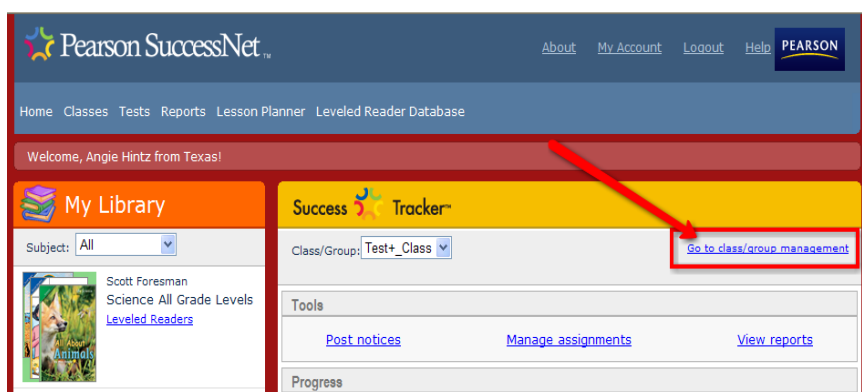 Pearson SuccessNet™
About My Account Logout Help PEARSON
Home Classes Tests Reports Lesson Planner Leveled Reader Database
Welcome, Angie Hintz from Texas!
My Library
Subject: All
Scott Foresman
Science All Grade Levels
Leveled Readers
All About
Animals
Success Tracker™
Class/Group: Test+_Class
Go to class/group management
Tools
Post notices Manage assignments View reports
Progress